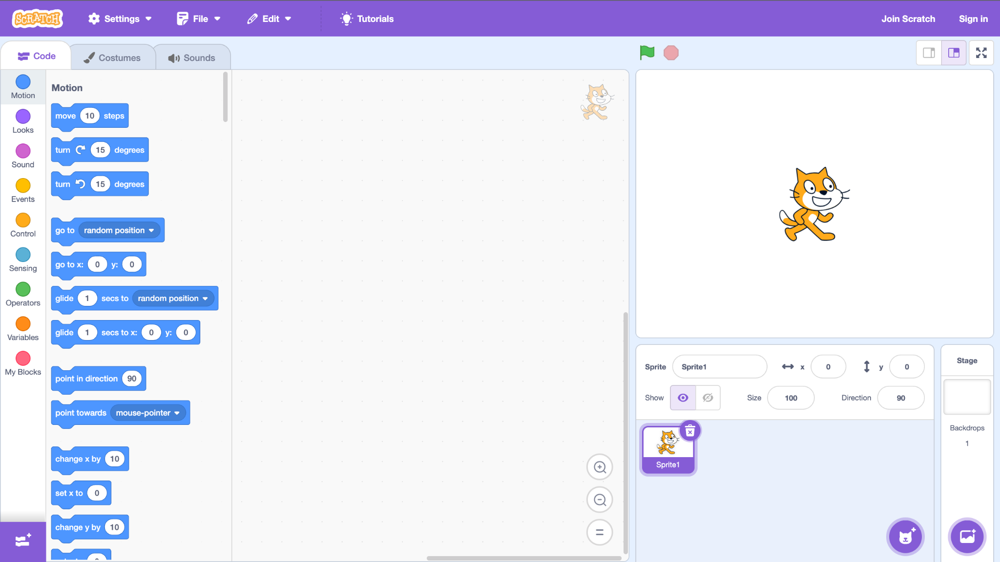 SCRATCH
Settings
File
Edit
Tutorials
Join Scratch
Sign in
Code
Costumes
Sounds
Motion
Looks
Sound
Events
Control
Sensing
Operators
Variables
My Blocks
Motion
move 10 steps
turn 15 degrees
turn 15 degrees
go to random position
go to x: 0 y: 0
glide 1 secs to random position
glide 1 secs to x: 0 y: 0
point in direction 90
point towards mouse-pointer
change x by 10
set x to 0
change y by 10
Sprite Sprite1 x 0 y 0
Show Size 100 Direction 90
Sprite1
Stage
Backdrops
1